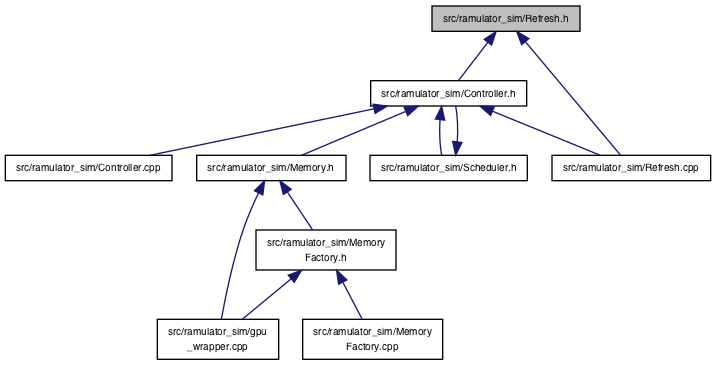 src/ramulator_sim/Refresh.h
src/ramulator_sim/Controller.h
src/ramulator_sim/Controller.cpp
src/ramulator_sim/Memory.h
src/ramulator_sim/Scheduler.h
src/ramulator_sim/Refresh.cpp
src/ramulator_sim/Memory
Factory.h
src/ramulator_sim/gpu
_wrapper.cpp
src/ramulator_sim/Memory
Factory.cpp